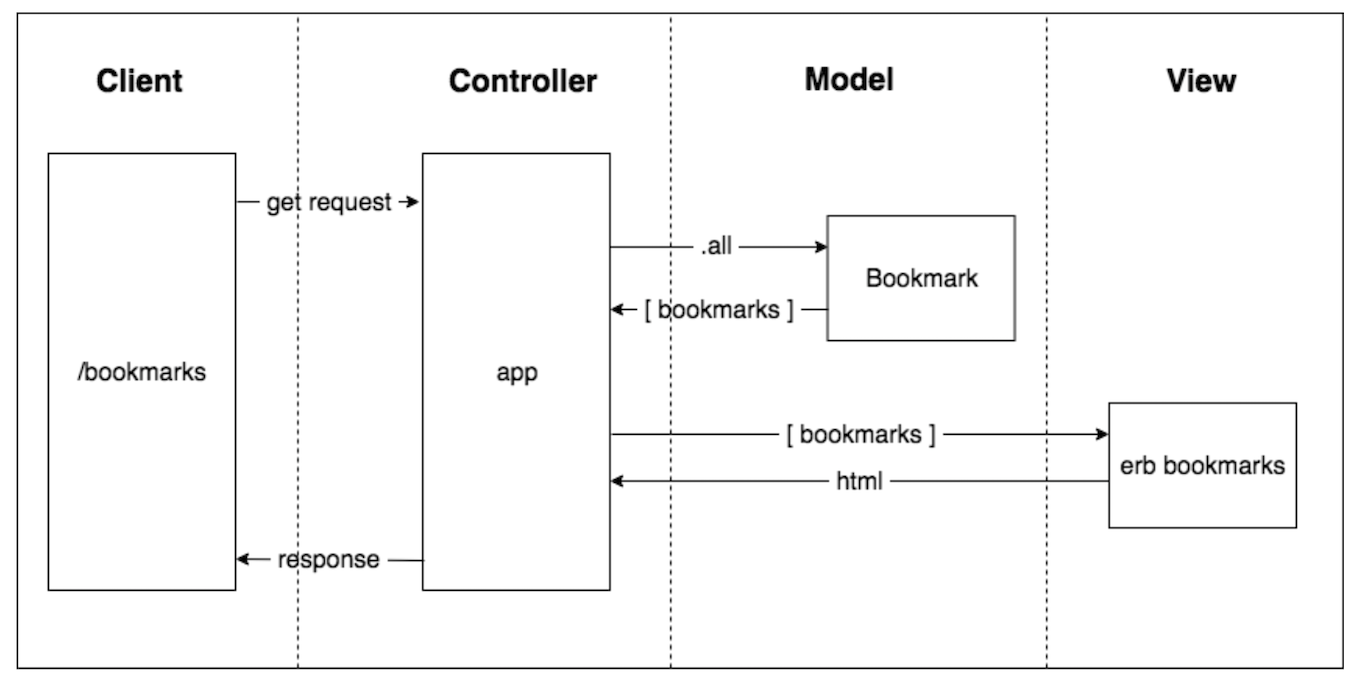 Client
Controller
Model
View
get request
.all
Bookmark
[ bookmarks ]
/bookmarks
app
[ bookmarks ]
erb bookmarks
html
response